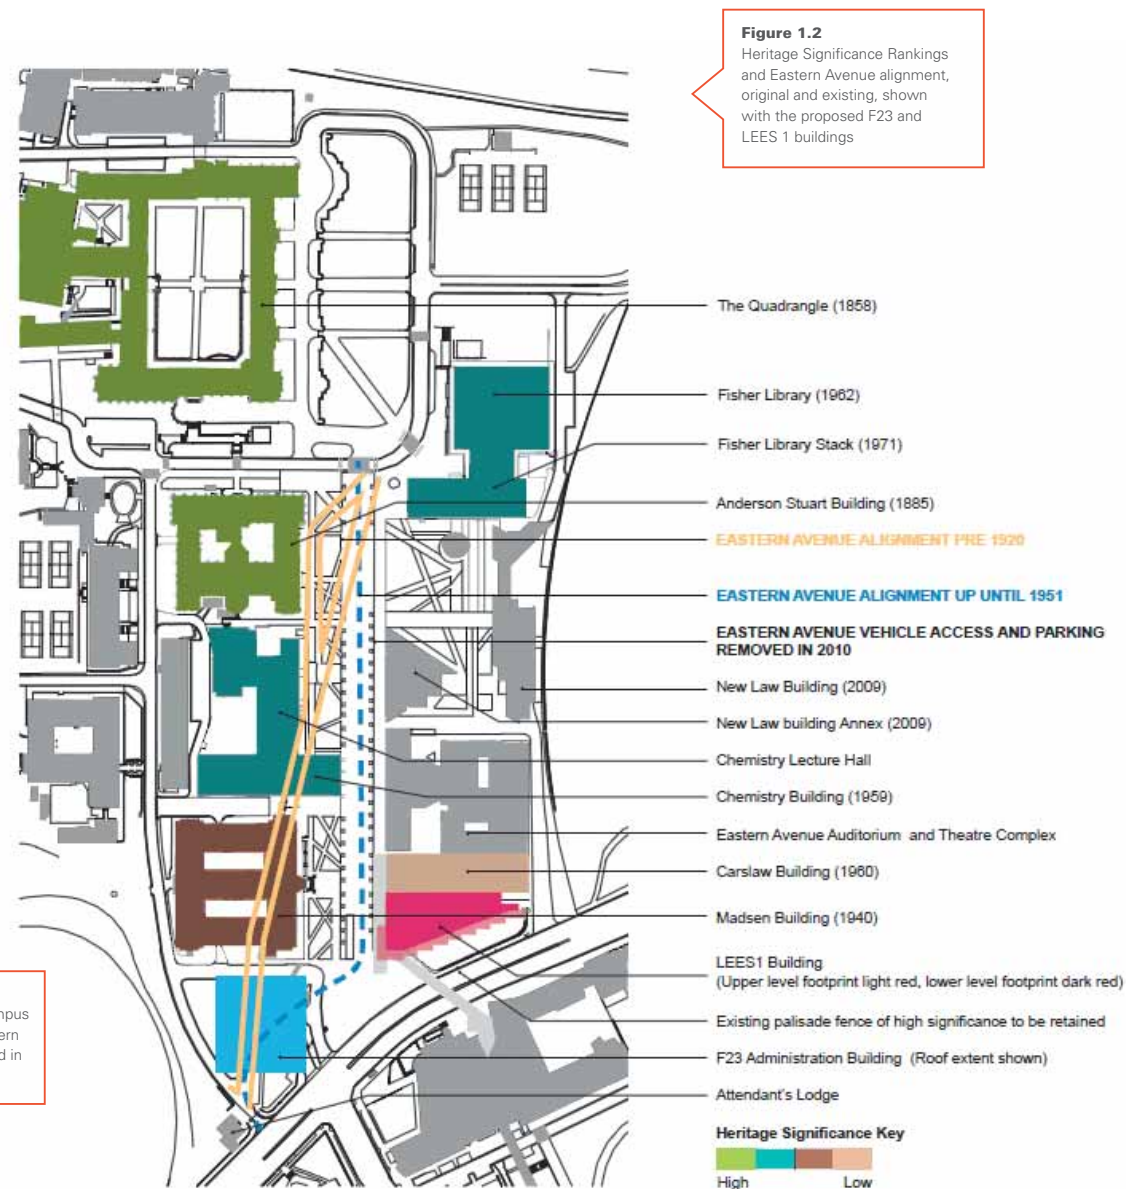 Figure 1.2
Heritage Significance Rankings
and Eastern Avenue alignment,
original and existing, shown
with the proposed F23 and
LEES 1 buildings
The Quadrangle (1858)
Fisher Library (1962)
Fisher Library Stack (1971)
Anderson Stuart Building (1885)
EASTERN AVENUE ALIGNMENT PRE 1920
EASTERN AVENUE ALIGNMENT UP UNTIL 1951
EASTERN AVENUE VEHICLE ACCESS AND PARKING
REMOVED IN 2010
New Law Building (2009)
New Law building Annex (2009)
Chemistry Lecture Hall
Chemistry Building (1959)
Eastern Avenue Auditorium and Theatre Complex
Carslaw Building (1960)
Madsen Building (1940)
LEES1 Building
(Upper level footprint light red, lower level footprint dark red)
Existing palisade fence of high significance to be retained
F23 Administration Building (Roof extent shown)
Attendant's Lodge
Heritage Significance Key
High Low